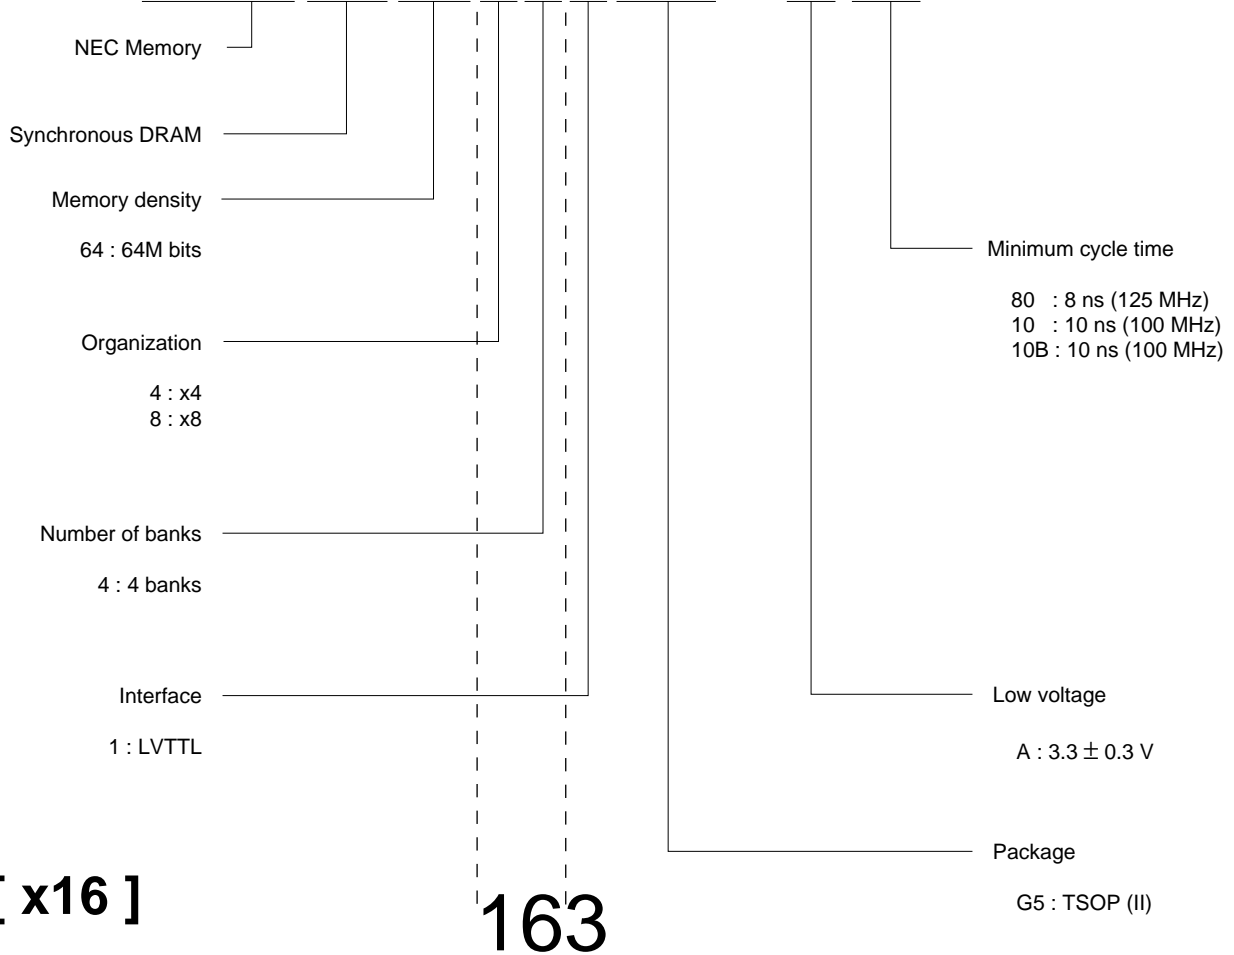 NEC Memory
Synchronous DRAM
Memory density
64 : 64M bits
Minimum cycle time
80 : 8 ns (125 MHz)
10 : 10 ns (100 MHz)
10B : 10 ns (100 MHz)
Organization
4 : x4
8 : x8
Number of banks
4 : 4 banks
Interface
1 : LVTTL
Low voltage
A : 3.3 ± 0.3 V
Package
G5 : TSOP (II)
[ x16 ]
163